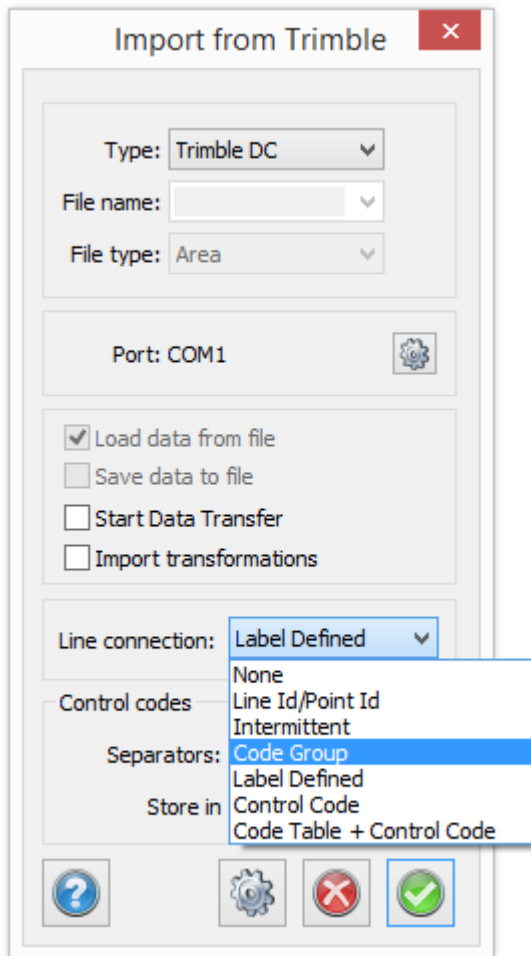 Import from Trimble
Type: Trimble DC
File name:
File type: Area
Port: COM1
Load data from file
Save data to file
Start Data Transfer
Import transformations
Line connection: Label Defined
None
Line Id/Point Id
Control codes
Intermittent
Separators: Code Group
Label Defined
Store in Control Code
Code Table + Control Code